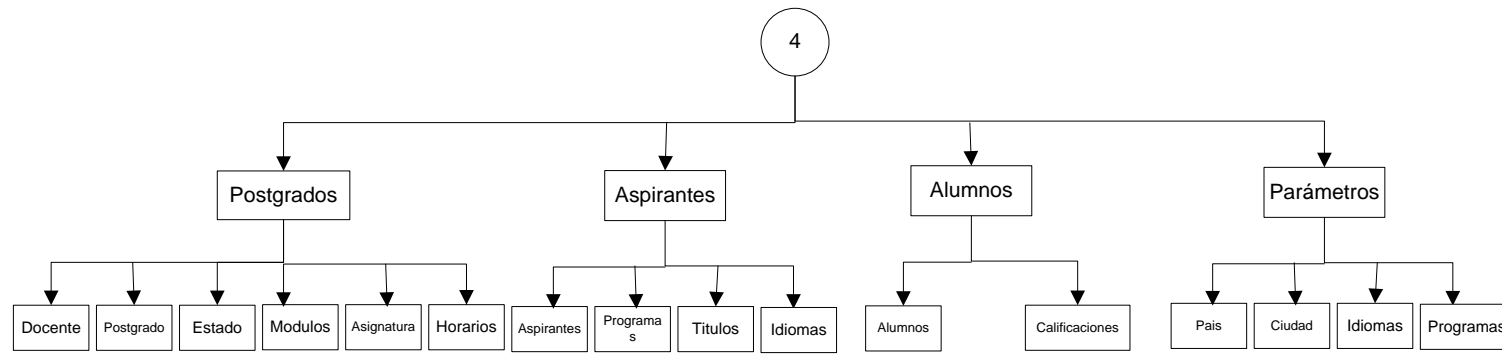 4
Postgrados
Aspirantes
Alumnos
Parámetros
Docente
Postgrado
Estado
Modulos
Asignatura
Horarios
Aspirantes
Programa
s
Titulos
Idiomas
Alumnos
Calificaciones
Pais
Ciudad
Idiomas
Programas